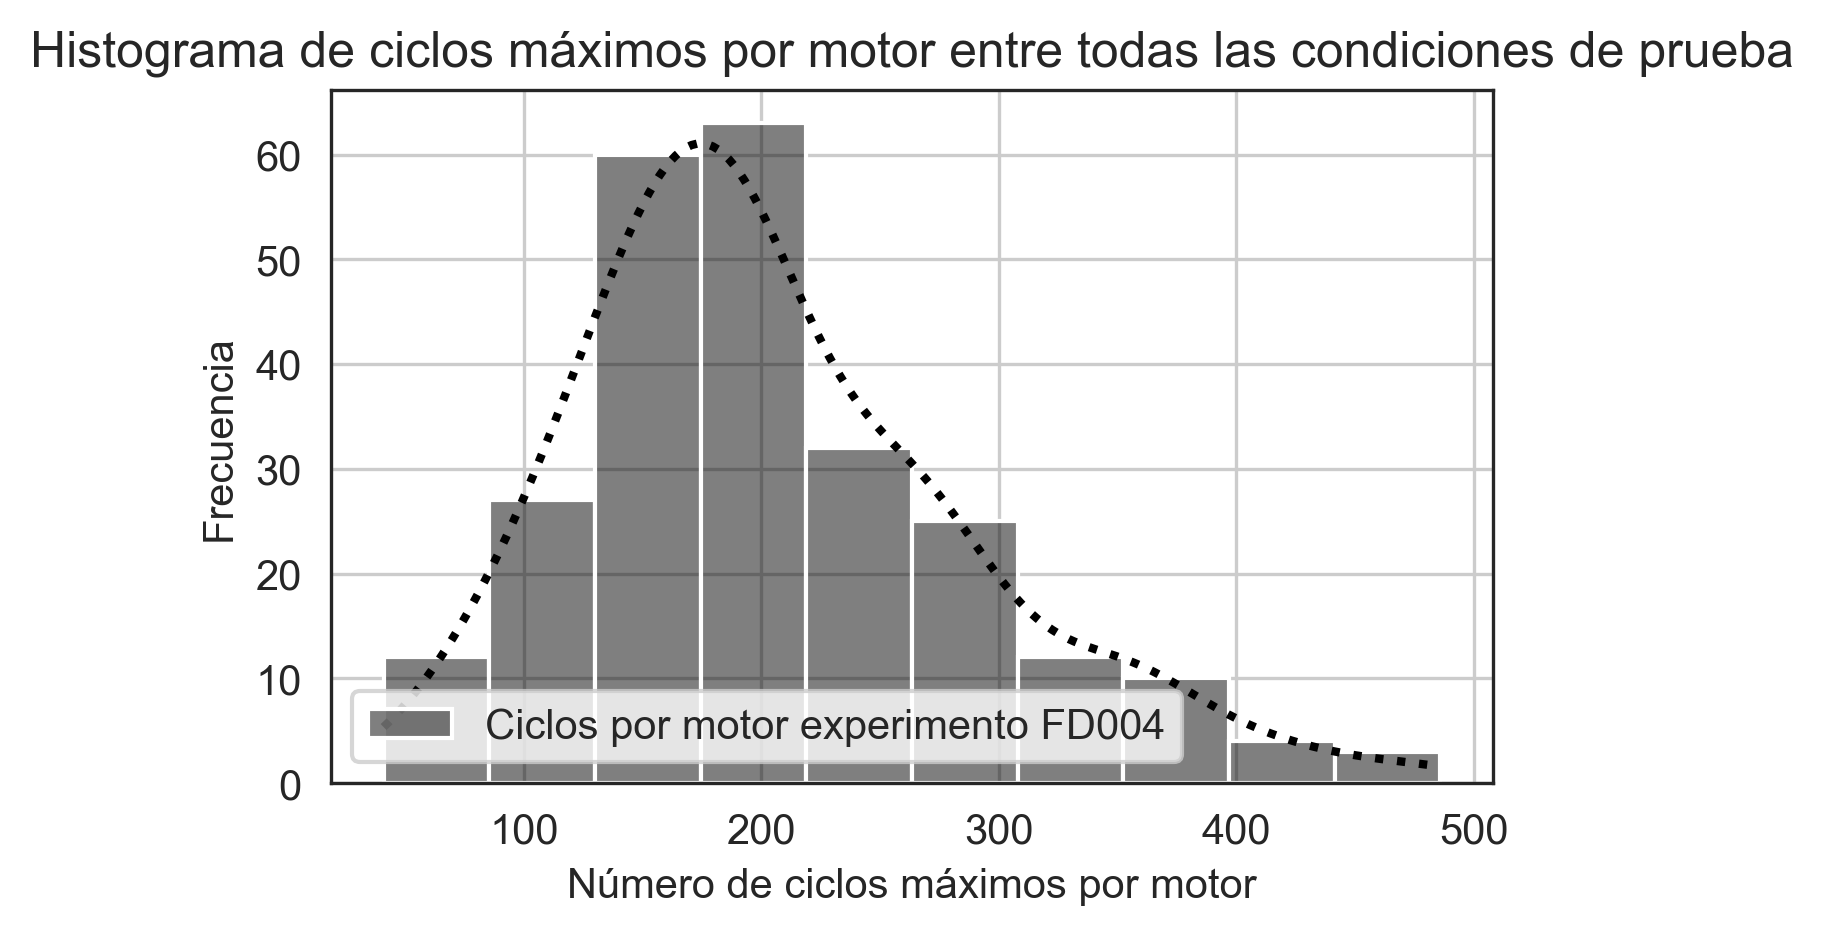 Histograma de ciclos máximos por motor entre todas las condiciones de prueba
Frecuencia
60
50
40
30
20
10
0
Ciclos por motor experimento FD004
100 200 300 400 500
Número de ciclos máximos por motor